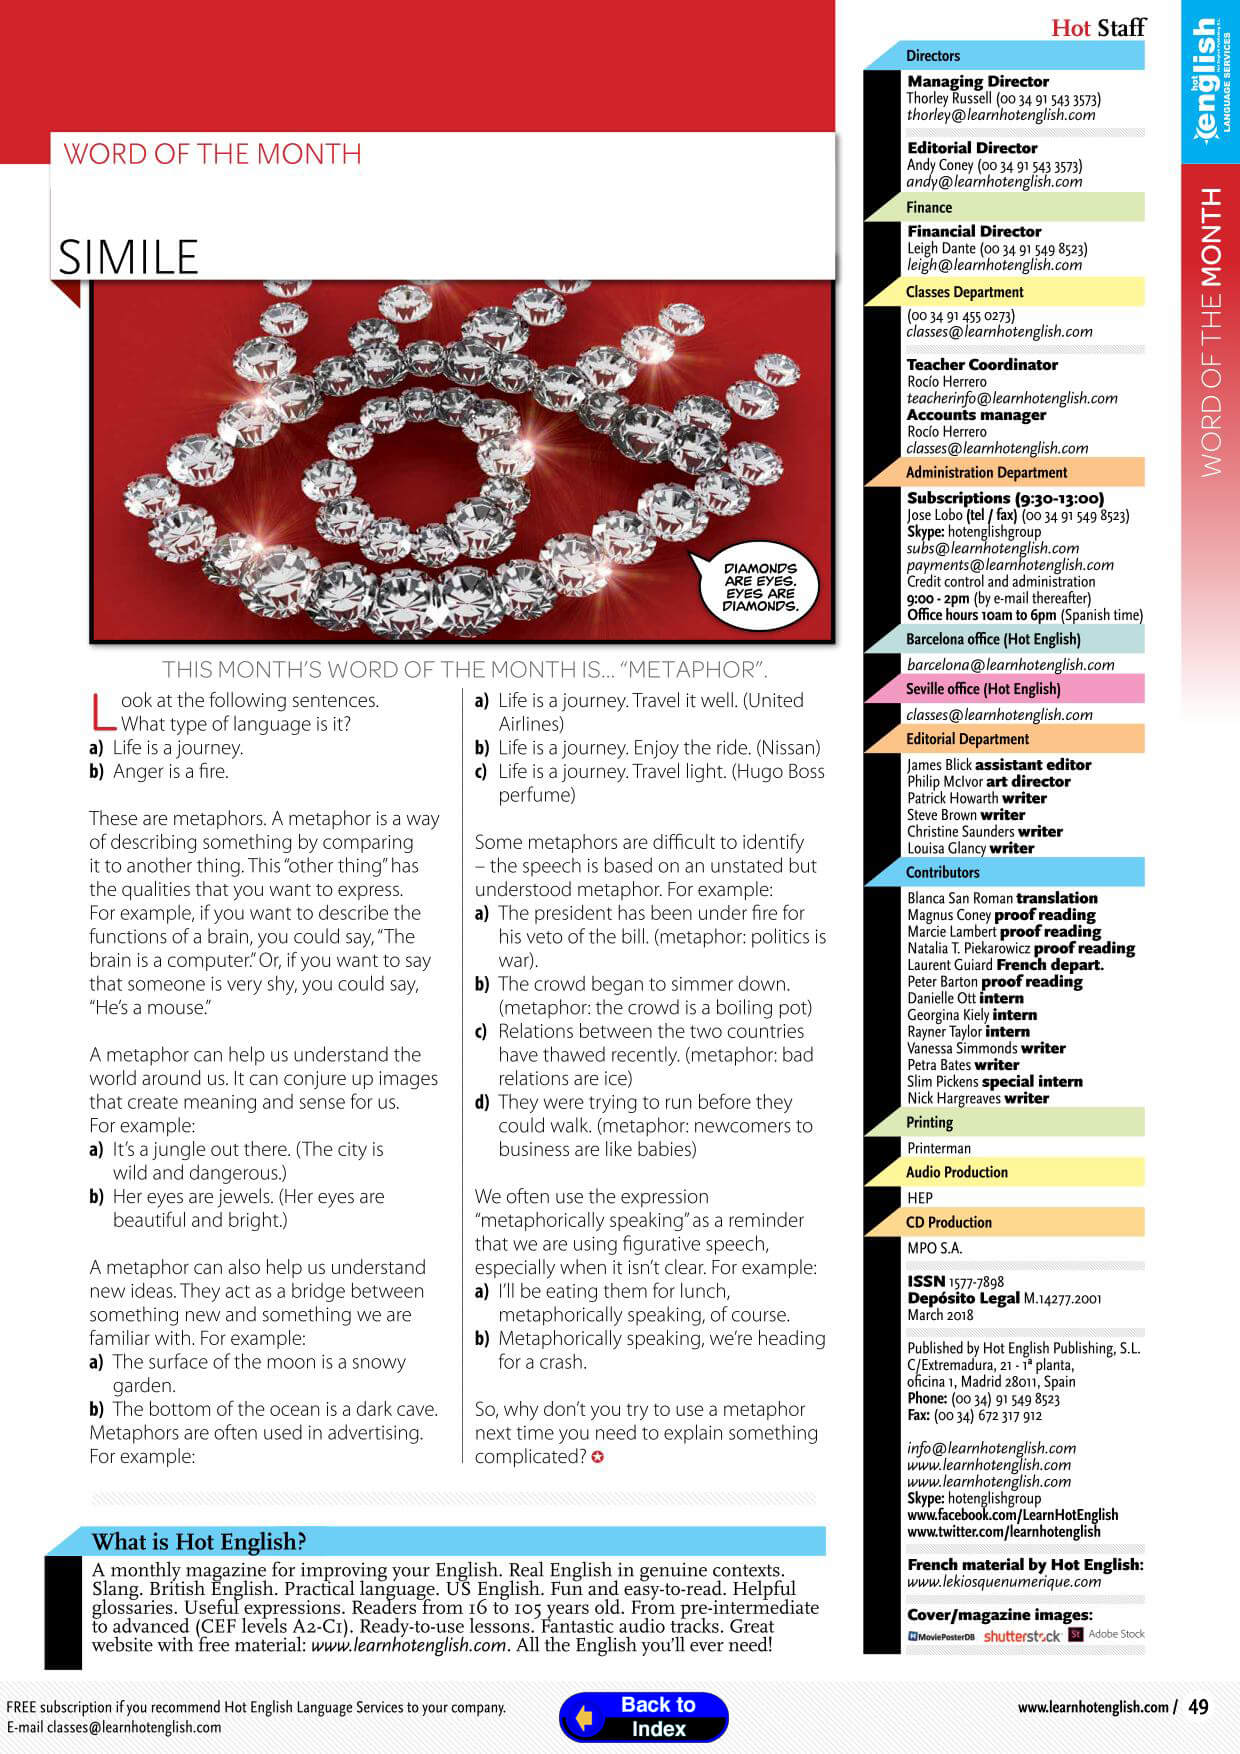 WORD OF THE MONTH
SIMILE
DIAMONDS
ARE EYES.
EYES ARE
DIAMONDS.
THIS MONTH'S WORD OF THE MONTH IS... “METAPHOR”.
Look at the following sentences.
What type of language is it?
a) Life is a journey.
b) Anger is a fire.
These are metaphors. A metaphor is a way
of describing something by comparing
it to another thing. This “other thing” has
the qualities that you want to express.
For example, if you want to describe the
functions of a brain, you could say, “The
brain is a computer.” Or, if you want to say
that someone is very shy, you could say,
“He's a mouse.”
A metaphor can help us understand the
world around us. It can conjure up images
that create meaning and sense for us.
For example:
a) It's a jungle out there. (The city is
wild and dangerous.)
b) Her eyes are jewels. (Her eyes are
beautiful and bright.)
A metaphor can also help us understand
new ideas. They act as a bridge between
something new and something we are
familiar with. For example:
a) The surface of the moon is a snowy
garden.
b) The bottom of the ocean is a dark cave.
Metaphors are often used in advertising.
For example:
a) Life is a journey. Travel it well. (United
Airlines)
b) Life is a journey. Enjoy the ride. (Nissan)
c) Life is a journey. Travel light. (Hugo Boss
perfume)
Some metaphors are difficult to identify
– the speech is based on an unstated but
understood metaphor. For example:
a) The president has been under fire for
his veto of the bill. (metaphor: politics is
war).
b) The crowd began to simmer down.
(metaphor: the crowd is a boiling pot)
c) Relations between the two countries
have thawed recently. (metaphor: bad
relations are ice)
d) They were trying to run before they
could walk. (metaphor: newcomers to
business are like babies)
We often use the expression
“metaphorically speaking” as a reminder
that we are using figurative speech,
especially when it isn't clear. For example:
a) I'll be eating them for lunch,
metaphorically speaking, of course.
b) Metaphorically speaking, we're heading
for a crash.
So, why don't you try to use a metaphor
next time you need to explain something
complicated?
What is Hot English?
A monthly magazine for improving your English. Real English in genuine contexts.
Slang. British English. Practical language. US English. Fun and easy-to-read. Helpful
glossaries. Useful expressions. Readers from 16 to 105 years old. From pre-intermediate
to advanced (CEF levels A2-C1). Ready-to-use lessons. Fantastic audio tracks. Great
website with free material: www.learnhotenglish.com. All the English you'll ever need!
Hot Staff
Directors
Managing Director
Thorley Russell (00 34 91 543 3573)
thorley@learnhotenglish.com
Editorial Director
Andy Coney (00 34 91 543 3573)
andy@learnhotenglish.com
Finance
Financial Director
Leigh Dante (00 34 91 549 8523)
leigh@learnhotenglish.com
Classes Department
(00 34 91 455 0273)
classes@learnhotenglish.com
Teacher Coordinator
Rocío Herrero
teacherinfo@learnhotenglish.com
Accounts manager
Rocío Herrero
classes@learnhotenglish.com
Administration Department
Subscriptions (9:30-13:00)
Jose Lobo (tel / fax) (00 34 91 549 8523)
Skype: hotenglishgroup
subs@learnhotenglish.com
payments@learnhotenglish.com
Credit control and administration
9:00 - 2pm (by e-mail thereafter)
Office hours 10am to 6pm (Spanish time)
Barcelona office (Hot English)
barcelona@learnhotenglish.com
Seville office (Hot English)
classes@learnhotenglish.com
Editorial Department
James Blick assistant editor
Philip McIvor art director
Patrick Howarth writer
Steve Brown writer
Christine Saunders writer
Louisa Glancy writer
Contributors
Blanca San Roman translation
Magnus Coney proof reading
Marcie Lambert proof reading
Natalia T. Piekarowicz proof reading
Laurent Guiard French depart.
Peter Barton proof reading
Danielle Ott intern
Georgina Kiely intern
Rayner Taylor intern
Vanessa Simmonds writer
Petra Bates writer
Slim Pickens special intern
Nick Hargreaves writer
Printing
Printerman
Audio Production
HEP
CD Production
MPO S.A.
ISSN 1577-7898
Depósito Legal M.14277.2001
March 2018
Published by Hot English Publishing, S.L.
C/Extremadura, 21 - 1ª planta,
oficina 1, Madrid 28011, Spain
Phone: (00 34) 91 549 8523
Fax: (00 34) 672 317 912
info@learnhotenglish.com
www.learnhotenglish.com
www.learnhotenglish.com
Skype: hotenglishgroup
www.facebook.com/LearnHotEnglish
www.twitter.com/learnhotenglish
French material by Hot English:
www.lekiosquenumerique.com
Cover/magazine images:
MoviePosterDB shutterstock St Adobe Stock
hot english
LANGUAGE SERVICES
WORD OF THE MONTH
FREE subscription if you recommend Hot English Language Services to your company.
E-mail classes@learnhotenglish.com
Back to
Index
www.learnhotenglish.com / 49